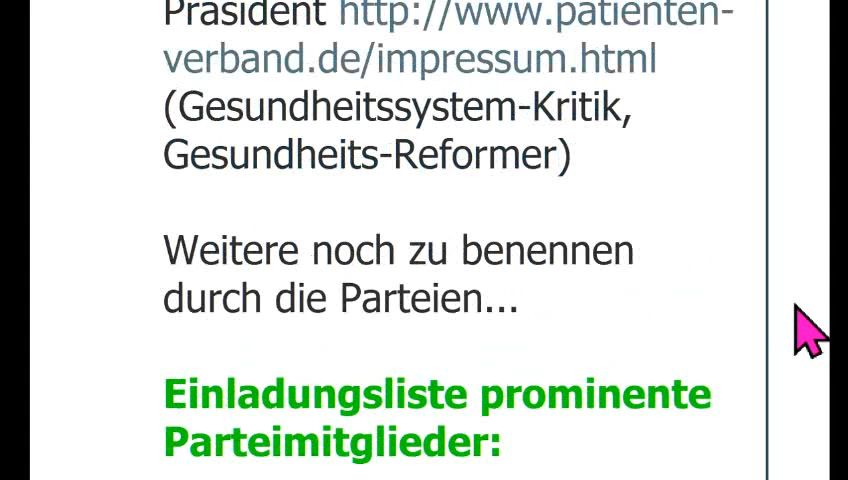 Präsident http://www.patienten-
verband.de/impressum.html
(Gesundheitssystem-Kritik,
Gesundheits-Reformer)
Weitere noch zu benennen
durch die Parteien...
Einladungsliste prominente
Parteimitglieder: